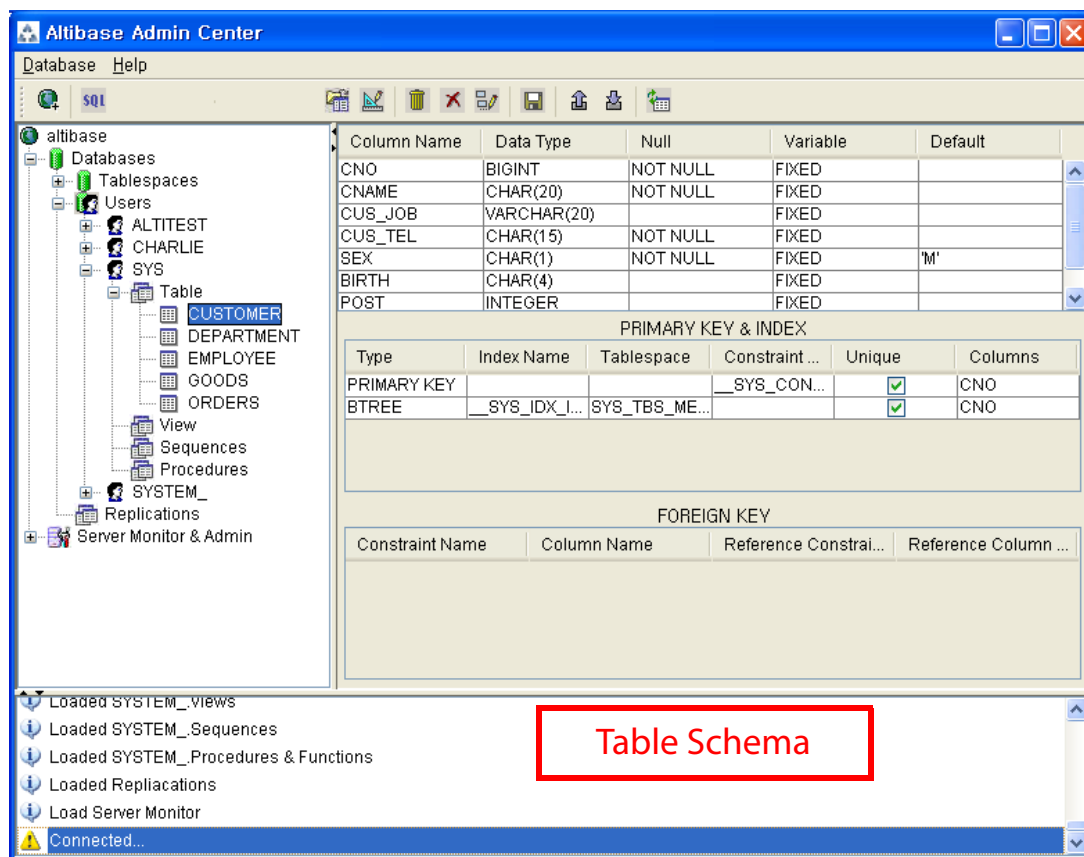 Altibase Admin Center
Database Help
SQL
altibase
Databases
Tablespaces
Users
ALTITEST
CHARLIE
SYS
Table
CUSTOMER
DEPARTMENT
EMPLOYEE
GOODS
ORDERS
View
Sequences
Procedures
SYSTEM_
Replications
Server Monitor & Admin
Column Name Data Type Null Variable Default
CNO BIGINT NOT NULL FIXED
CNAME CHAR(20) NOT NULL FIXED
CUS_JOB VARCHAR(20) FIXED
CUS_TEL CHAR(15) NOT NULL FIXED
SEX CHAR(1) NOT NULL FIXED 'M'
BIRTH CHAR(4) FIXED
POST INTEGER FIXED
PRIMARY KEY & INDEX
Type Index Name Tablespace Constraint ... Unique Columns
PRIMARY KEY __SYS_CON... CNO
BTREE __SYS_IDX_I... SYS_TBS_ME... CNO
FOREIGN KEY
Constraint Name Column Name Reference Constrai... Reference Column ...
Loaded SYSTEM_.Views
Loaded SYSTEM_.Sequences
Loaded SYSTEM_.Procedures & Functions
Loaded Repliacations
Load Server Monitor
Connected...
Table Schema